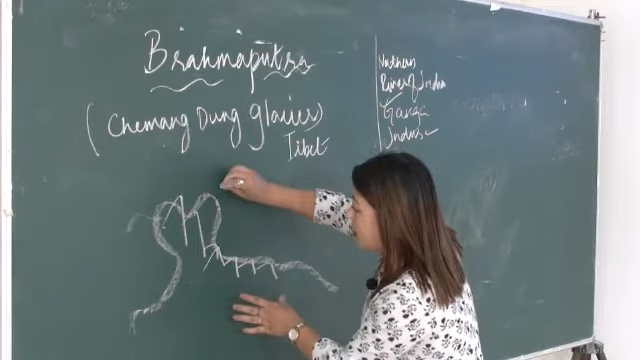 Brahmaputra
(Chemang Dung Glacier)
Tibet
Northern
River of India
Ganga
Indus